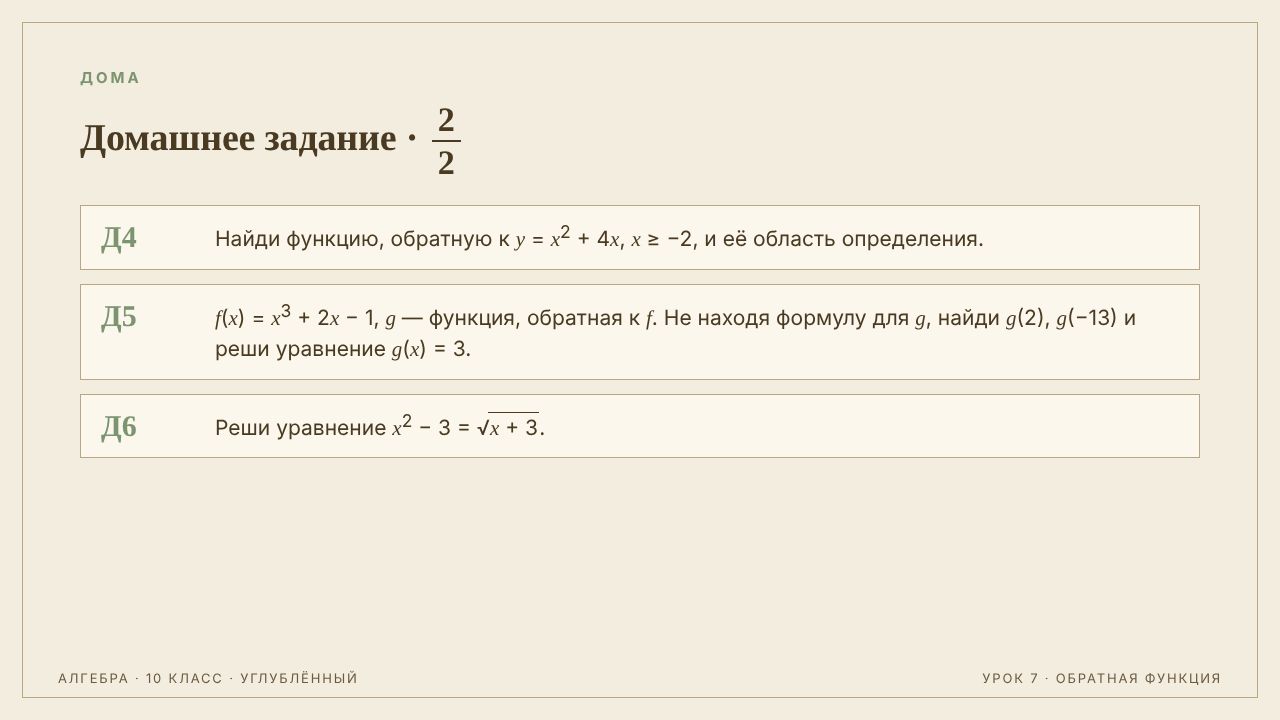 ДОМА
Домашнее задание · 2/2
Д4 Найди функцию, обратную к y = x² + 4x, x ≥ −2, и её область определения.
Д5 f(x) = x³ + 2x − 1, g — функция, обратная к f. Не находя формулу для g, найди g(2), g(−13) и
реши уравнение g(x) = 3.
Д6 Реши уравнение x² − 3 = √(x + 3).
АЛГЕБРА · 10 КЛАСС · УГЛУБЛЁННЫЙ
УРОК 7 · ОБРАТНАЯ ФУНКЦИЯ